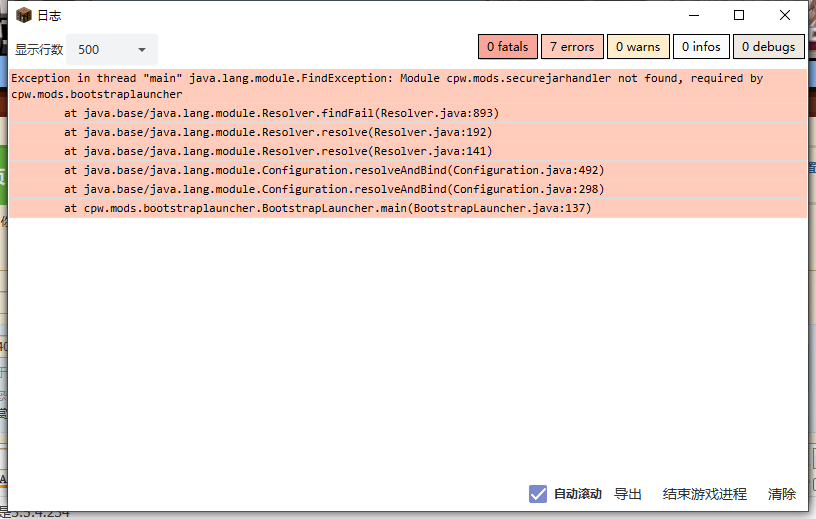 日志
显示行数 500 0 fatals 7 errors 0 warns 0 infos 0 debugs
Exception in thread "main" java.lang.module.FindException: Module cpw.mods.securejarhandler not found, required by
cpw.mods.bootstraplauncher
at java.base/java.lang.module.Resolver.findFail(Resolver.java:893)
at java.base/java.lang.module.Resolver.resolve(Resolver.java:192)
at java.base/java.lang.module.Resolver.resolve(Resolver.java:141)
at java.base/java.lang.module.Configuration.resolveAndBind(Configuration.java:492)
at java.base/java.lang.module.Configuration.resolveAndBind(Configuration.java:298)
at cpw.mods.bootstraplauncher.BootstrapLauncher.main(BootstrapLauncher.java:137)
自动滚动 导出 结束游戏进程 清除